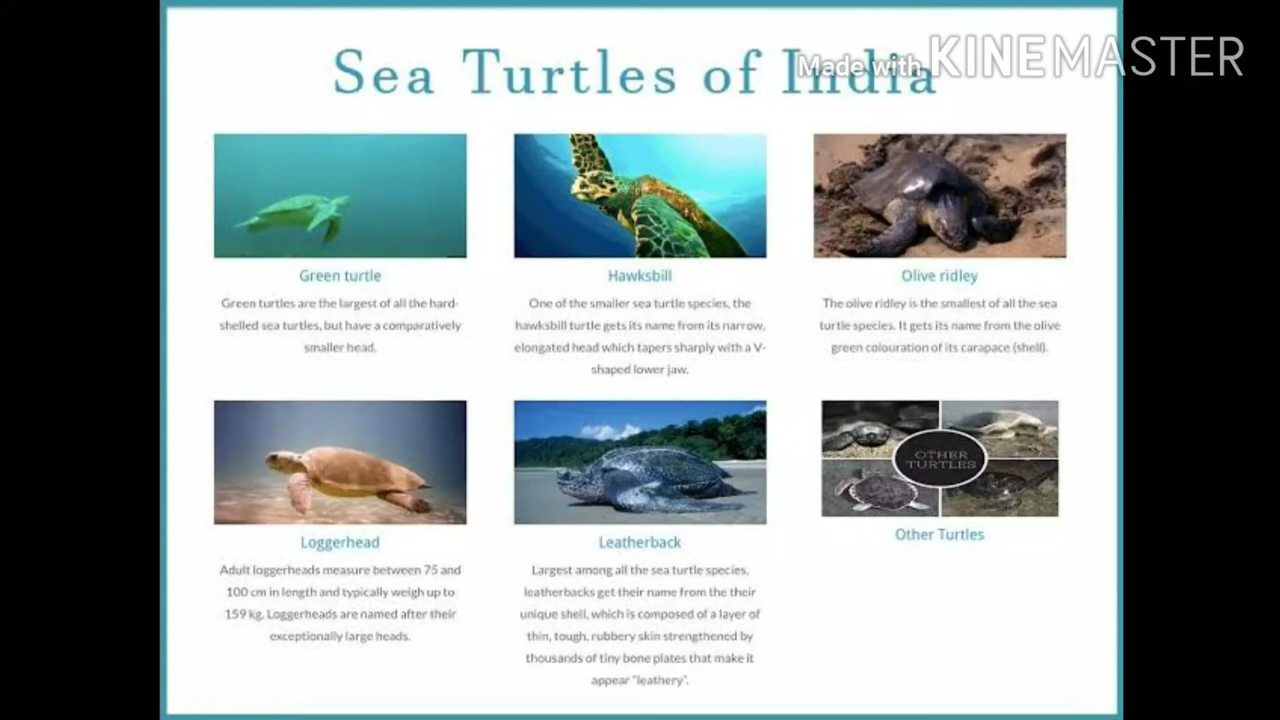 Sea Turtles of India
Made with KINEMASTER
Green turtle
Green turtles are the largest of all the hard-
shelled sea turtles, but have a comparatively
smaller head.
Hawksbill
One of the smaller sea turtle species, the
hawksbill turtle gets its name from its narrow,
elongated head which tapers sharply with a V-
shaped lower jaw.
Olive ridley
The olive ridley is the smallest of all the sea
turtle species. It gets its name from the olive
green colouration of its carapace (shell).
Loggerhead
Adult loggerheads measure between 75 and
100 cm in length and typically weigh up to
159 kg. Loggerheads are named after their
exceptionally large heads.
Leatherback
Largest among all the sea turtle species,
leatherbacks get their name from the their
unique shell, which is composed of a layer of
thin, tough, rubbery skin strengthened by
thousands of tiny bone plates that make it
appear "leathery".
OTHER
TURTLES
Other Turtles